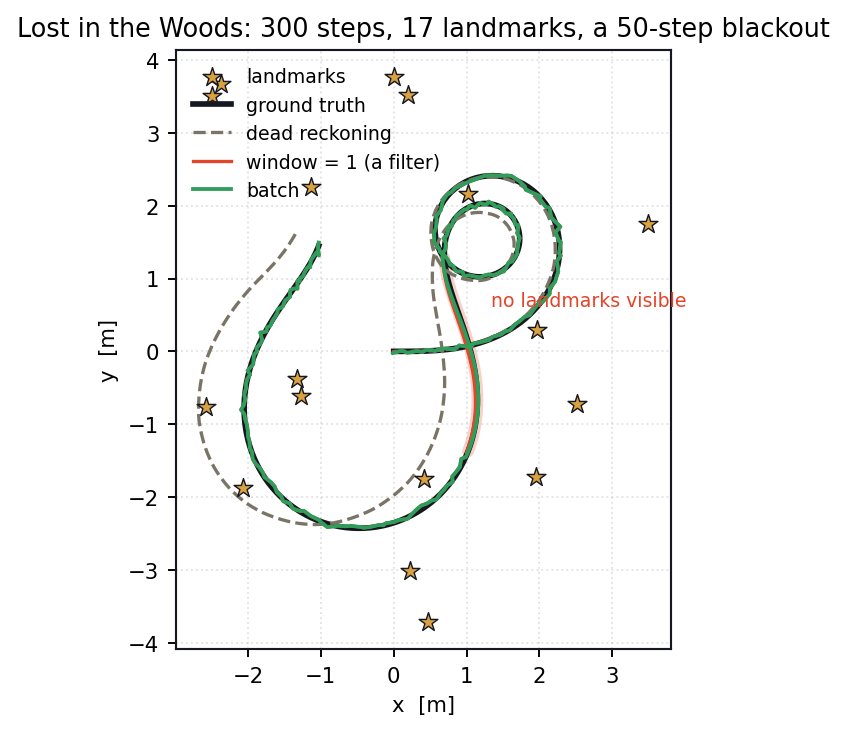 Lost in the Woods: 300 steps, 17 landmarks, a 50-step blackout
4
3
2
1
0
−1
−2
−3
−4
y [m]
landmarks
ground truth
dead reckoning
window = 1 (a filter)
batch
no landmarks visible
−2
−1
0
1
2
3
x [m]